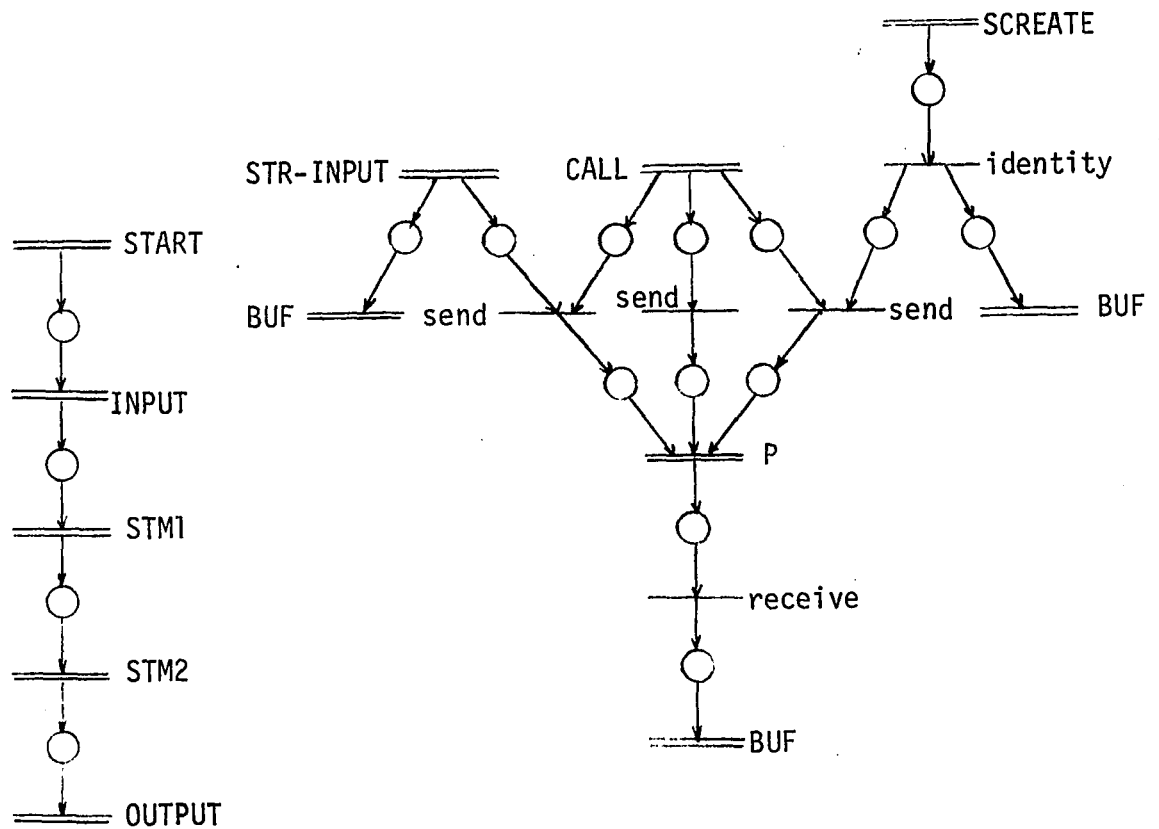 SCREATE
STR-INPUT
CALL
identity
START
BUF
send
send
send
BUF
INPUT
P
STM1
receive
STM2
BUF
OUTPUT